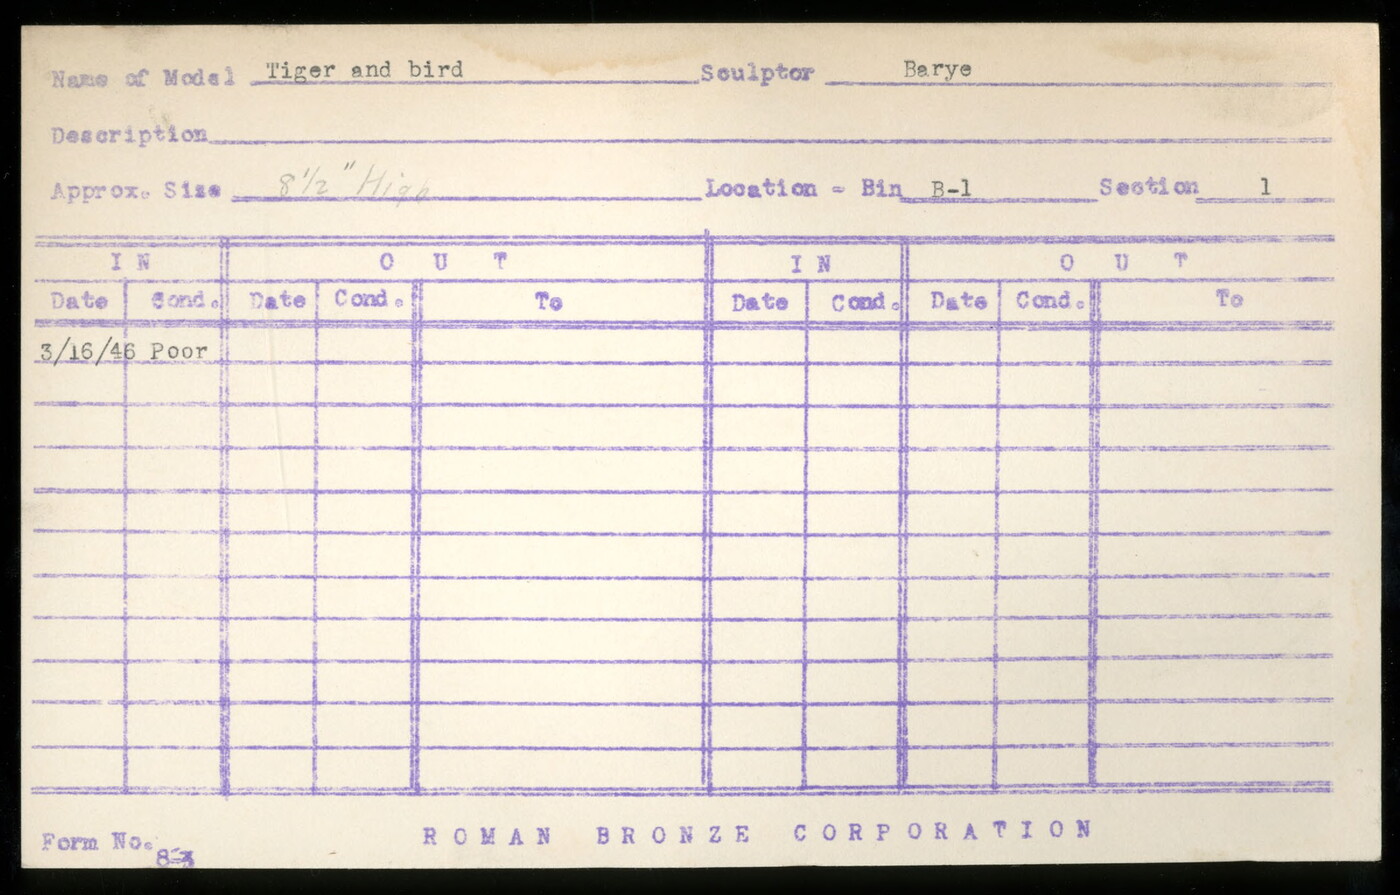 Name of Model Tiger and bird Sculptor Barye
Description
Approx. Size 8 1/2" High Location - Bin B-1 Section 1
IN OUT IN OUT
Date Cond. Date Cond. To Date Cond. Date Cond. To
3/16/46 Poor
Form No. ROMAN BRONZE CORPORATION